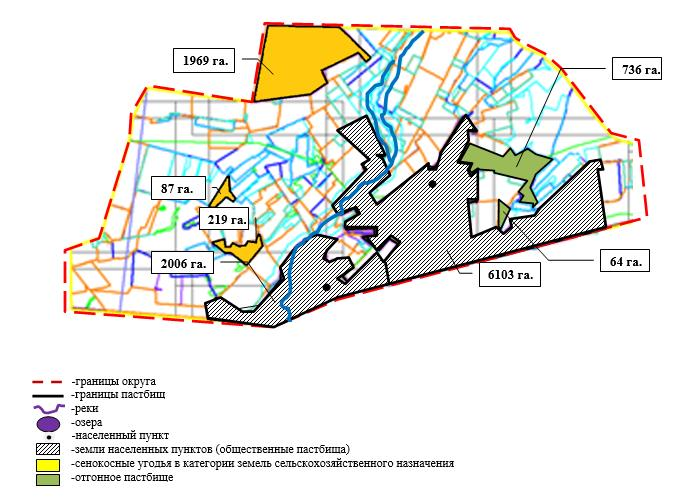 1969 га.
736 га.
87 га.
219 га.
2006 га.
6103 га.
64 га.
-границы округа
-границы пастбищ
-реки
-озера
-населенный пункт
-земли населенных пунктов (общественные пастбища)
-сенокосные угодья в категории земель сельскохозяйственного назначения
-отгонное пастбище